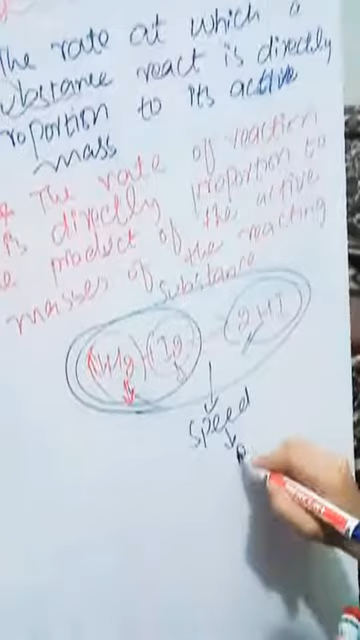 The rate at which a
substance react is directly
proportion to its active
mass
* The rate of reaction
is directly proportion to
e product of the active
masses of the reacting
substance
H2 + I2 2HI
Speed